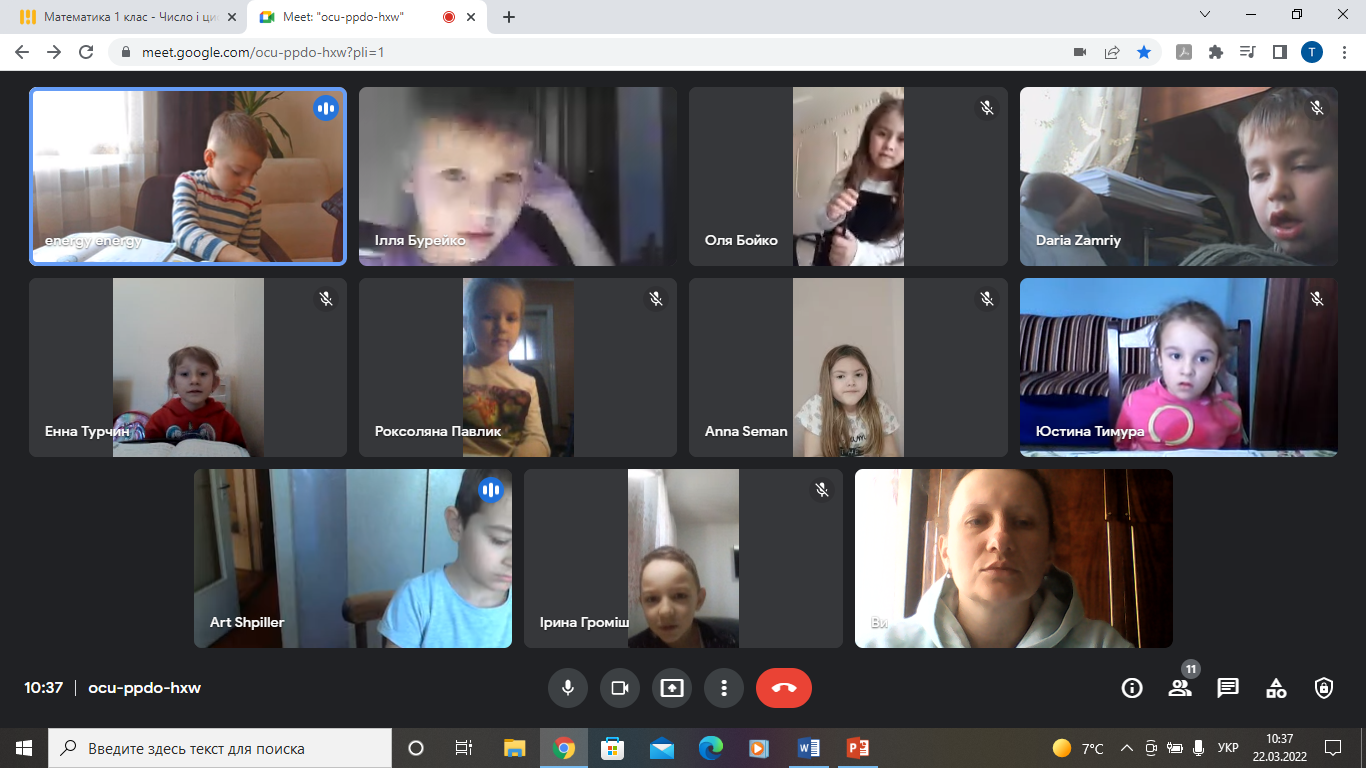 Математика 1 клас - Число і ци
Meet: "ocu-ppdo-hxw"
meet.google.com/ocu-ppdo-hxw?pli=1
T
energy energy
Ілля Бурейко
Оля Бойко
Daria Zamriy
Енна Турчин
Роксоляна Павлик
Anna Seman
Юстина Тимура
Art Shpiller
Ірина Громіш
Ви
10:37 | ocu-ppdo-hxw
11
Введите здесь текст для поиска
7°C
УКР
10:37
22.03.2022